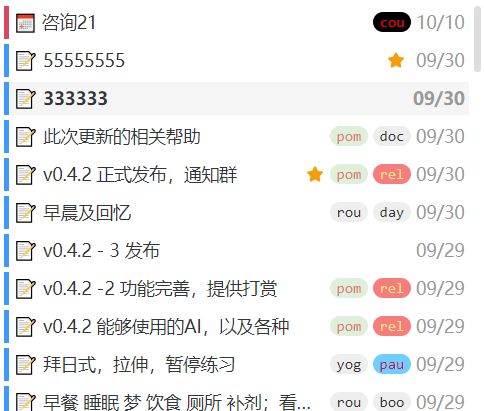 咨询21 cou 10/10
55555555 09/30
333333 09/30
此次更新的相关帮助 pom doc 09/30
v0.4.2 正式发布，通知群 pom rel 09/30
早晨及回忆 rou day 09/30
v0.4.2 - 3 发布 09/29
v0.4.2 -2 功能完善，提供打赏 pom rel 09/29
v0.4.2 能够使用的AI，以及各种 pom rel 09/29
拜日式，拉伸，暂停练习 yog pau 09/29
早餐 睡眠 梦 饮食 厕所 补剂；看... rou boo 09/29